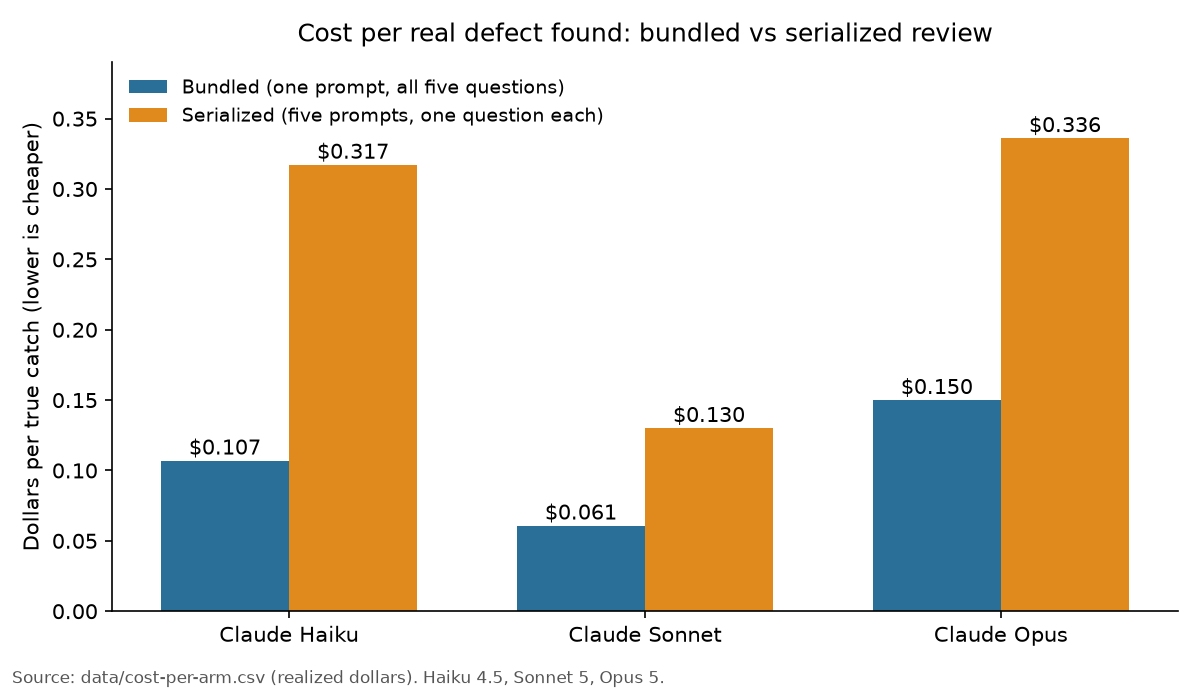 Cost per real defect found: bundled vs serialized review
Bundled (one prompt, all five questions)
Serialized (five prompts, one question each)
Dollars per true catch (lower is cheaper)
0.35
0.30
0.25
0.20
0.15
0.10
0.05
0.00
$0.107
$0.317
$0.061
$0.130
$0.150
$0.336
Claude Haiku
Claude Sonnet
Claude Opus
Source: data/cost-per-arm.csv (realized dollars). Haiku 4.5, Sonnet 5, Opus 5.